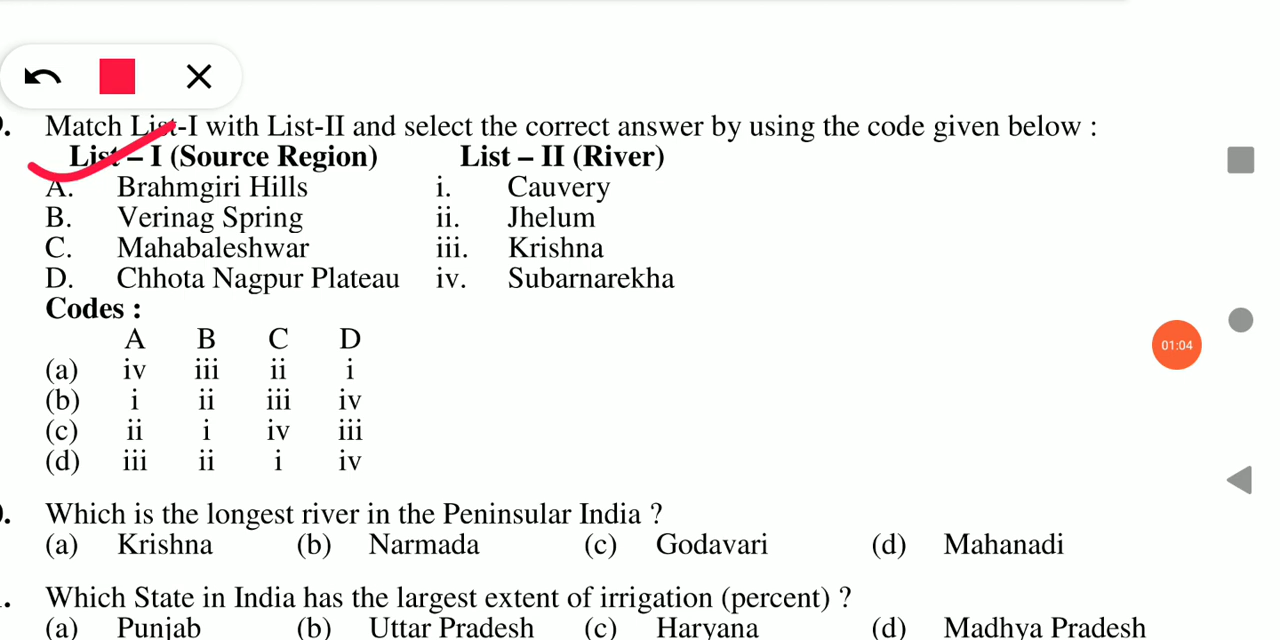 . Match List-I with List-II and select the correct answer by using the code given below :
List – I (Source Region) List – II (River)
A. Brahmgiri Hills i. Cauvery
B. Verinag Spring ii. Jhelum
C. Mahabaleshwar iii. Krishna
D. Chhota Nagpur Plateau iv. Subarnarekha
Codes :
A B C D
(a) iv iii ii i
(b) i ii iii iv
(c) ii i iv iii
(d) iii ii i iv
. Which is the longest river in the Peninsular India ?
(a) Krishna (b) Narmada (c) Godavari (d) Mahanadi
. Which State in India has the largest extent of irrigation (percent) ?
(a) Punjab (b) Uttar Pradesh (c) Haryana (d) Madhya Pradesh
01:04